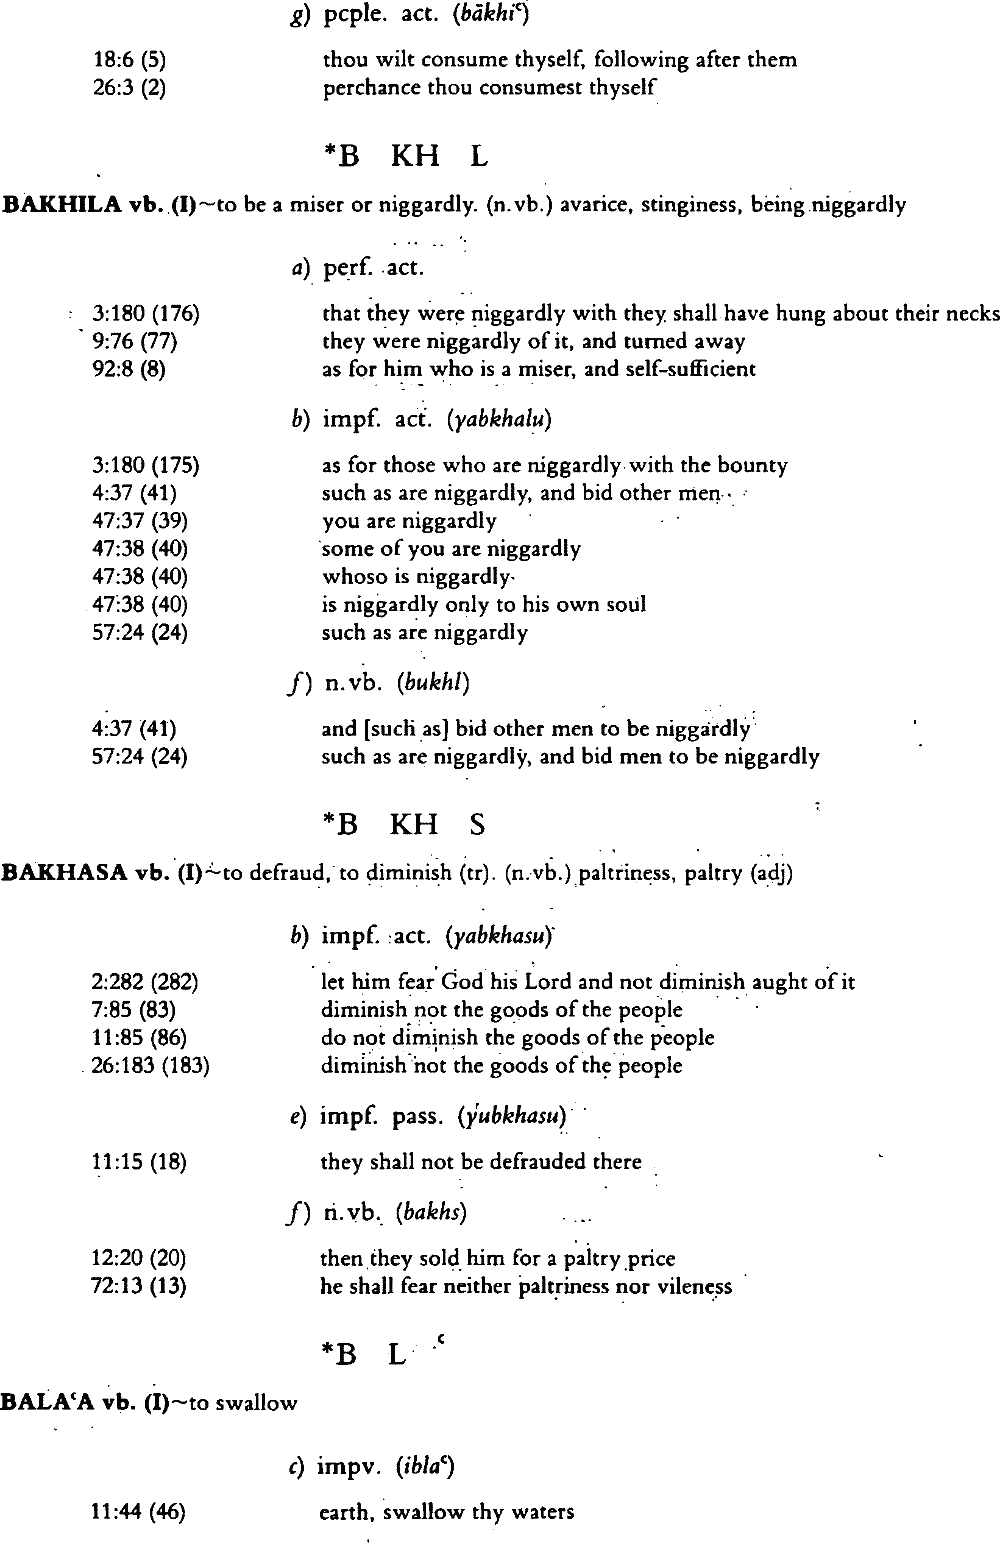 g) pcple. act. (bākhiʿ)
18:6 (5) thou wilt consume thyself, following after them
26:3 (2) perchance thou consumest thyself
*B KH L
BAKHILA vb. (I)~to be a miser or niggardly. (n.vb.) avarice, stinginess, being niggardly
a) perf. act.
3:180 (176) that they were niggardly with they shall have hung about their necks
9:76 (77) they were niggardly of it, and turned away
92:8 (8) as for him who is a miser, and self-sufficient
b) impf. act. (yabkhalu)
3:180 (175) as for those who are niggardly with the bounty
4:37 (41) such as are niggardly, and bid other men
47:37 (39) you are niggardly
47:38 (40) some of you are niggardly
47:38 (40) whoso is niggardly
47:38 (40) is niggardly only to his own soul
57:24 (24) such as are niggardly
f) n.vb. (bukhl)
4:37 (41) and [such as] bid other men to be niggardly
57:24 (24) such as are niggardly, and bid men to be niggardly
*B KH S
BAKHASA vb. (I)~to defraud, to diminish (tr). (n.vb.) paltriness, paltry (adj)
b) impf. act. (yabkhasu)
2:282 (282) let him fear God his Lord and not diminish aught of it
7:85 (83) diminish not the goods of the people
11:85 (86) do not diminish the goods of the people
26:183 (183) diminish not the goods of the people
e) impf. pass. (yubkhasu)
11:15 (18) they shall not be defrauded there
f) n.vb. (bakhs)
12:20 (20) then they sold him for a paltry price
72:13 (13) he shall fear neither paltriness nor vileness
*B L ʿ
BALAʿA vb. (I)~to swallow
c) impv. (iblaʿ)
11:44 (46) earth, swallow thy waters